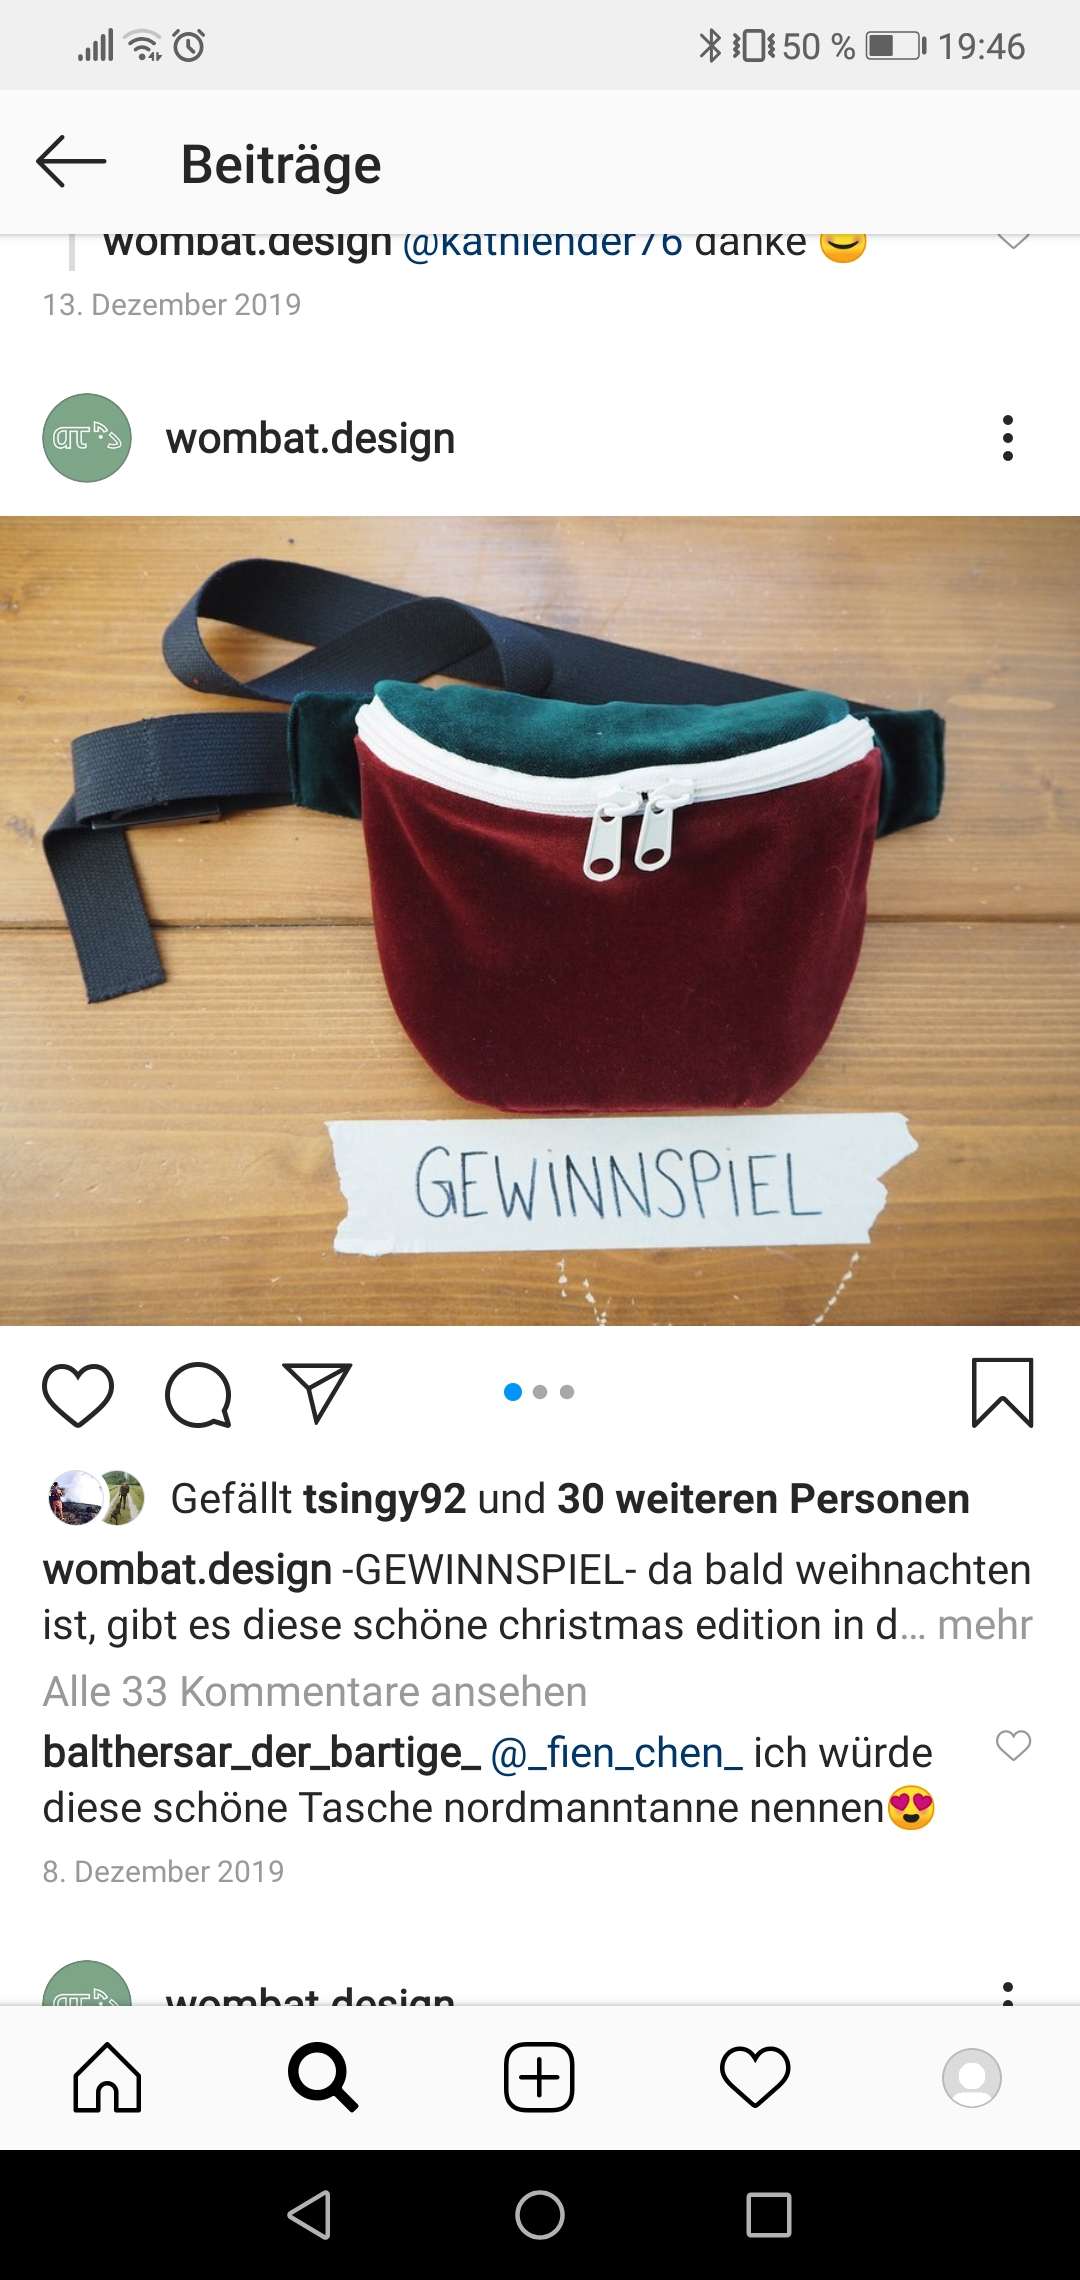 50 % 19:46
Beiträge
wombat.design @kathlender76 danke 😊
13. Dezember 2019
wombat.design
GEWiNNSPiEL
Gefällt tsingy92 und 30 weiteren Personen
wombat.design -GEWINNSPIEL- da bald weihnachten
ist, gibt es diese schöne christmas edition in d... mehr
Alle 33 Kommentare ansehen
balthersar_der_bartige_ @_fien_chen_ ich würde
diese schöne Tasche nordmanntanne nennen😍
8. Dezember 2019
wombat.design